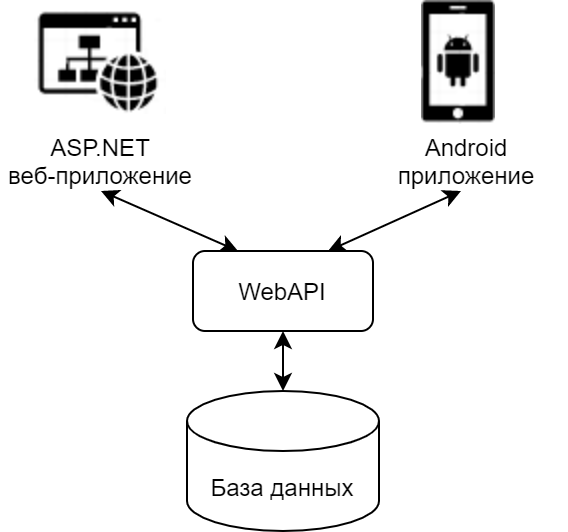 ASP.NET
веб-приложение
Android
приложение
WebAPI
База данных